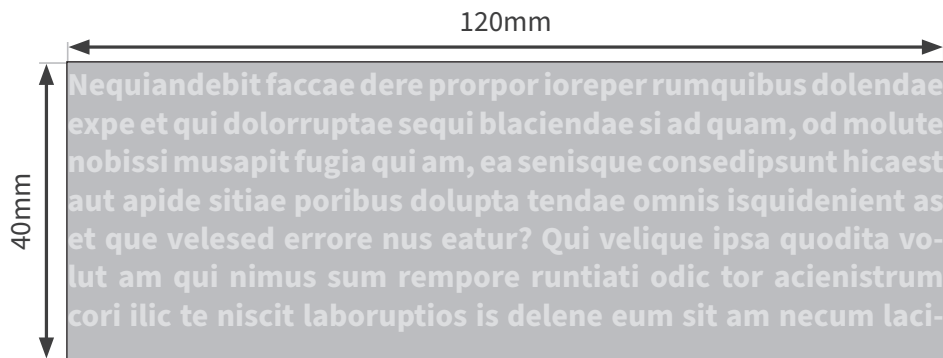 120mm
40mm
Nequiandebit faccae dere prorpor ioreper rumquibus dolendae
expe et qui dolorruptae sequi blaciendae si ad quam, od molute
nobissi musapit fugia qui am, ea senisque consedipsunt hicaest
aut apide sitiae poribus dolupta tendae omnis isquidenient as
et que velesed errore nus eatur? Qui velique ipsa quodita vo-
lut am qui nimus sum rempore runtiati odic tor acienistrum
cori ilic te niscit laboruptios is delene eum sit am necum laci-